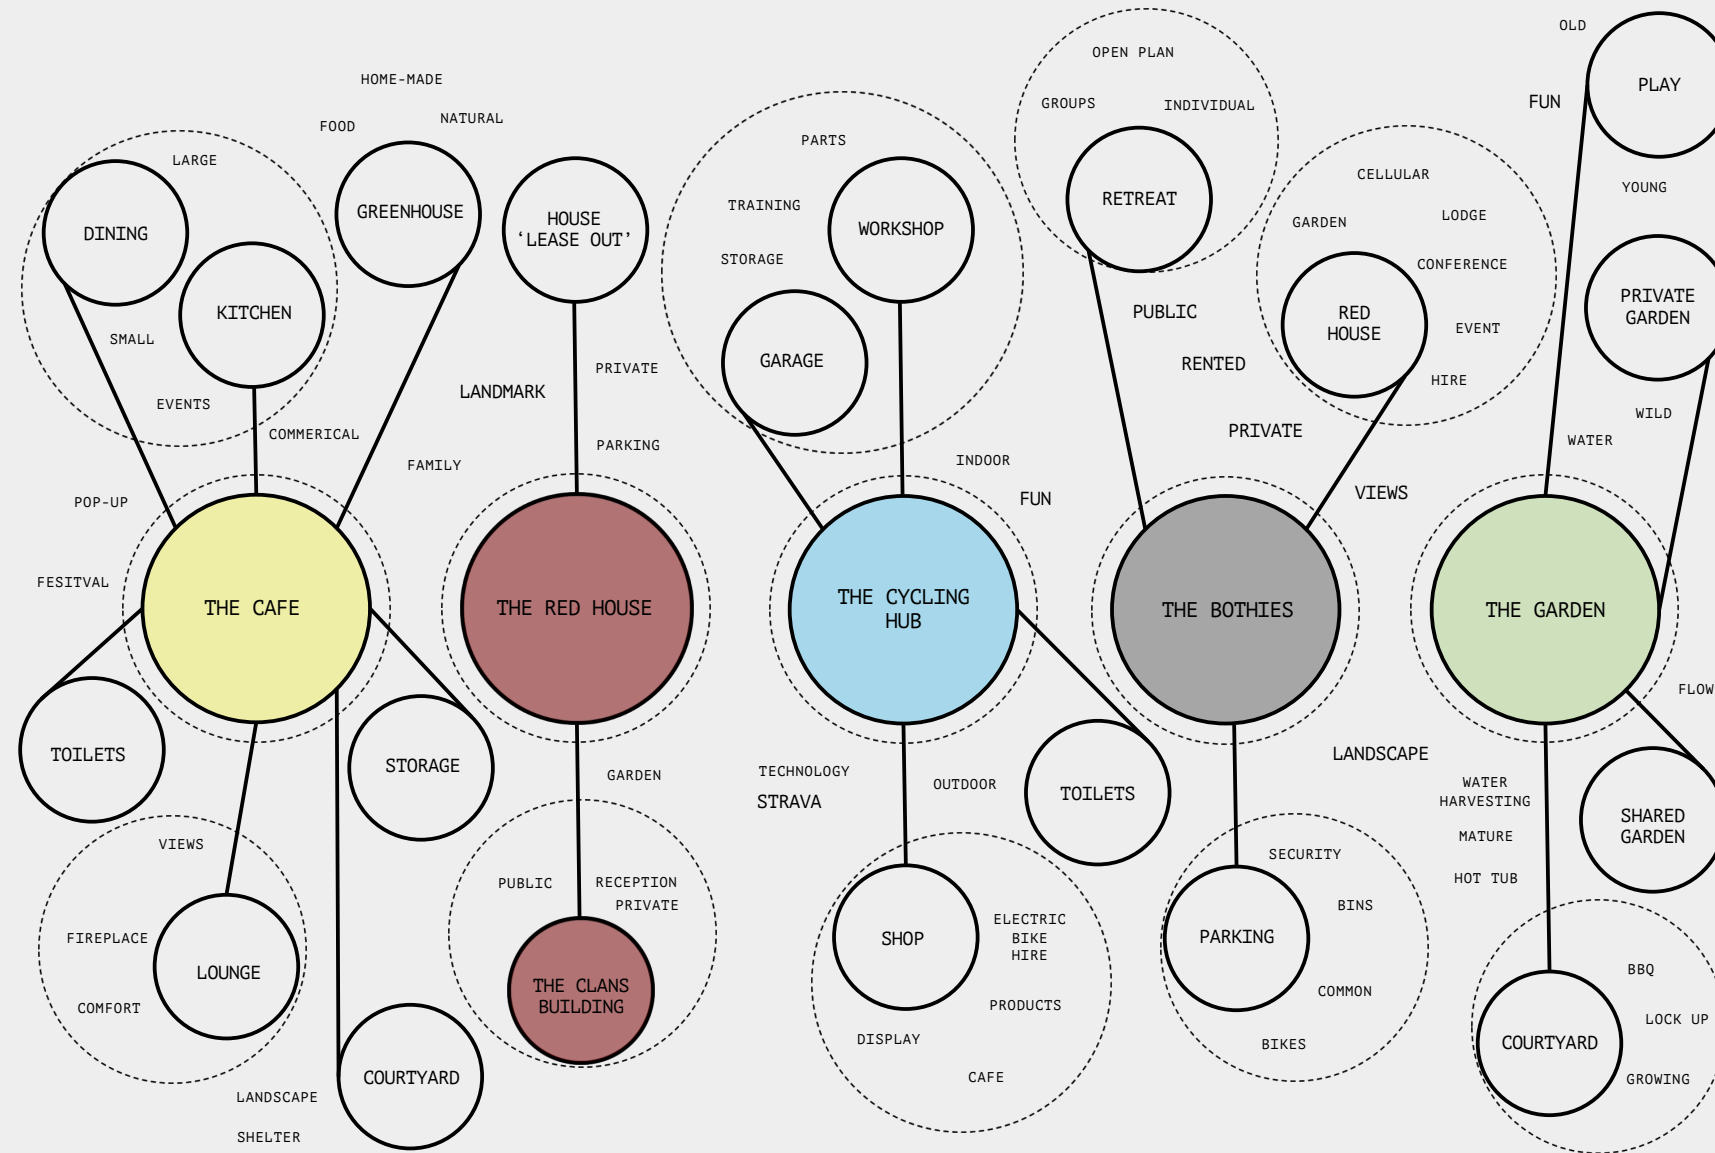 HOME-MADE
FOOD
NATURAL
LARGE
DINING
GREENHOUSE
KITCHEN
SMALL
EVENTS
COMMERICAL
FAMILY
POP-UP
FESITVAL
THE CAFE
TOILETS
STORAGE
VIEWS
FIREPLACE
LOUNGE
COMFORT
COURTYARD
LANDSCAPE
SHELTER
HOUSE
‘LEASE OUT’
LANDMARK
PRIVATE
PARKING
THE RED HOUSE
GARDEN
PUBLIC
RECEPTION
PRIVATE
THE CLANS
BUILDING
PARTS
TRAINING
WORKSHOP
STORAGE
GARAGE
INDOOR
FUN
THE CYCLING
HUB
TECHNOLOGY
STRAVA
OUTDOOR
TOILETS
SHOP
ELECTRIC
BIKE
HIRE
PRODUCTS
DISPLAY
CAFE
OPEN PLAN
GROUPS
INDIVIDUAL
RETREAT
PUBLIC
RENTED
PRIVATE
VIEWS
CELLULAR
GARDEN
LODGE
CONFERENCE
RED
HOUSE
EVENT
HIRE
THE BOTHIES
LANDSCAPE
SECURITY
BINS
PARKING
COMMON
BIKES
OLD
PLAY
FUN
YOUNG
PRIVATE
GARDEN
WILD
WATER
THE GARDEN
FLOW
WATER
HARVESTING
MATURE
HOT TUB
SHARED
GARDEN
BBQ
LOCK UP
COURTYARD
GROWING